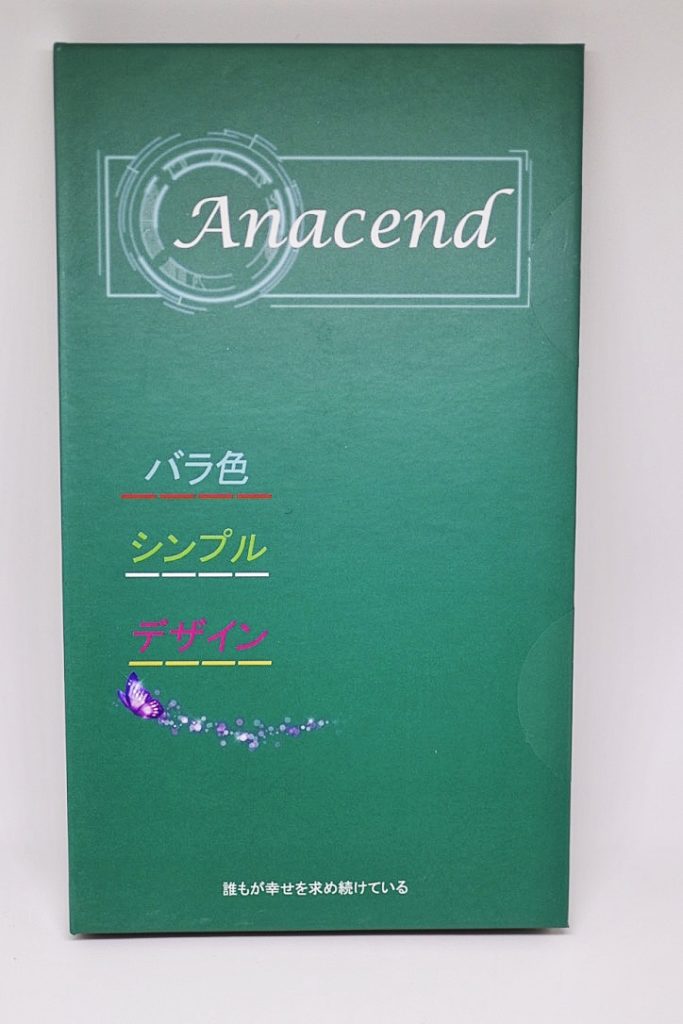 Anacend
バラ色
シンプル
デザイン
誰もが幸せを求め続けている